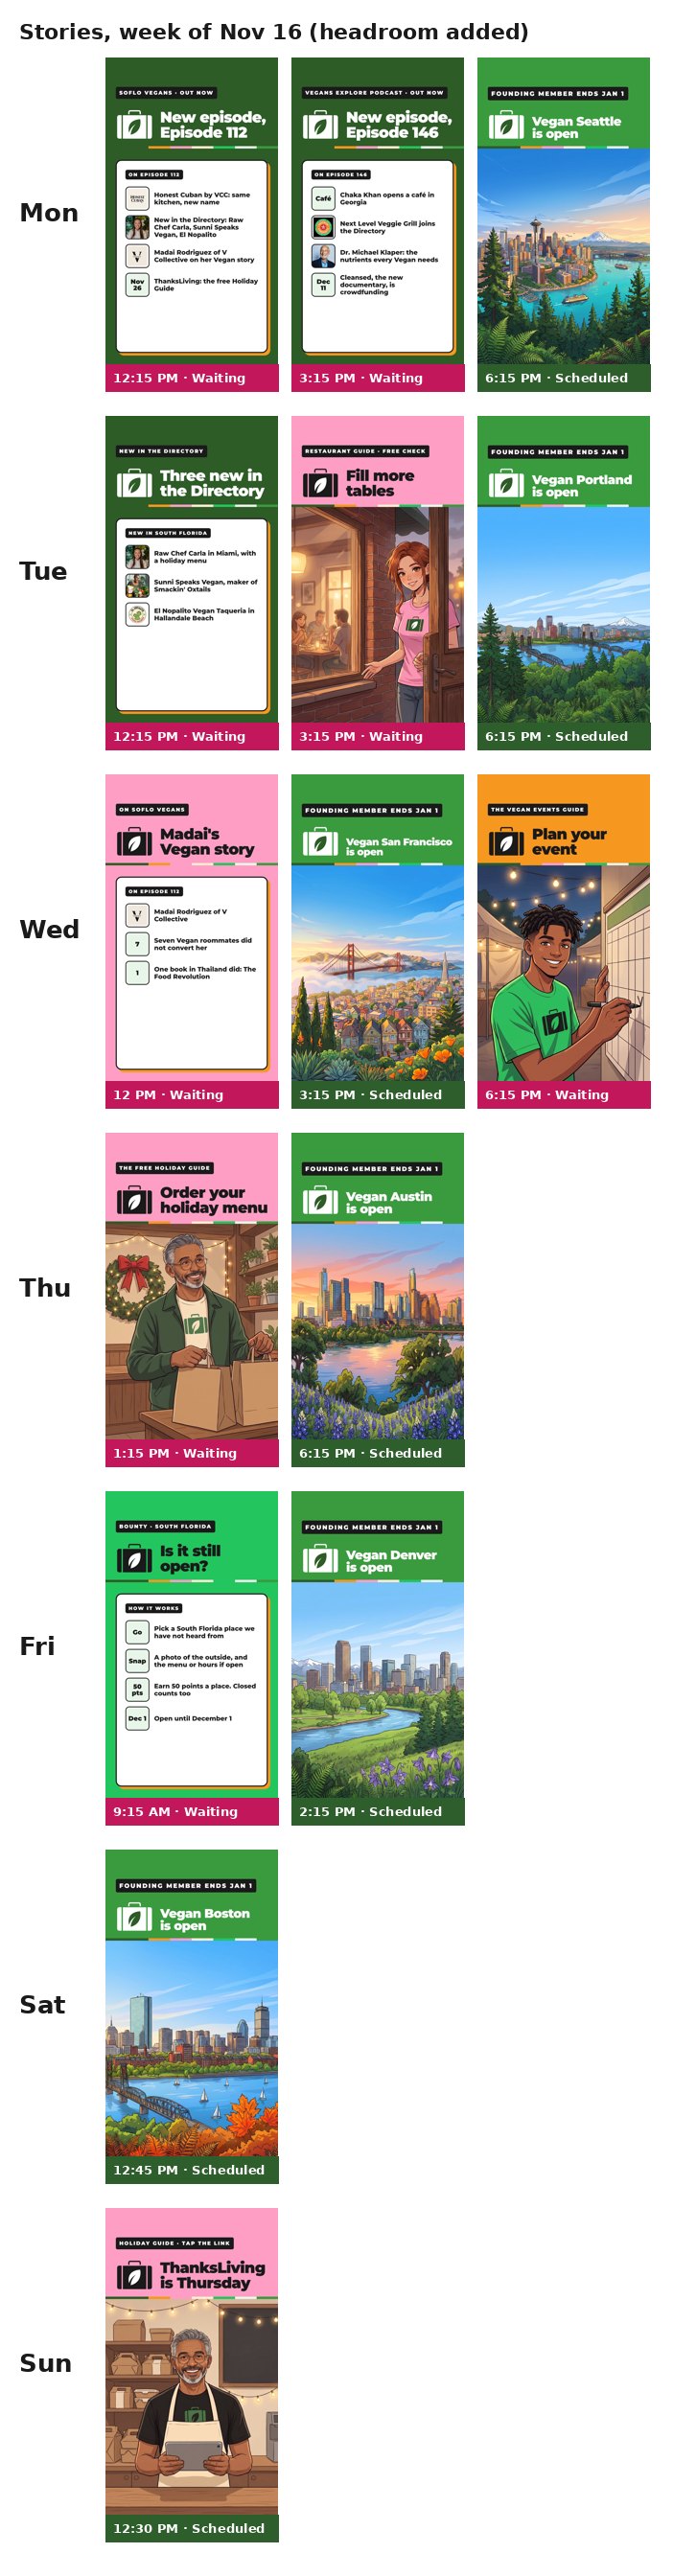 Stories, week of Nov 16 (headroom added)
Mon
SOFLO VEGANS · OUT NOW
New episode,
Episode 112
ON EPISODE 112
Honest Cuban by VCC: same
kitchen, new name
New in the Directory: Raw
Chef Carla, Sunni Speaks
Vegan, El Nopalito
V
Madai Rodriguez of V
Collective on her Vegan story
Nov
26
ThanksLiving: the free Holiday
Guide
12:15 PM · Waiting
VEGANS EXPLORE PODCAST · OUT NOW
New episode,
Episode 146
ON EPISODE 146
Café
Chaka Khan opens a café in
Georgia
Next Level Veggie Grill joins
the Directory
Dr. Michael Klaper: the
nutrients every Vegan needs
Dec
11
Cleansed, the new
documentary, is
crowdfunding
3:15 PM · Waiting
FOUNDING MEMBER ENDS JAN 1
Vegan Seattle
is open
6:15 PM · Scheduled
Tue
NEW IN THE DIRECTORY
Three new in
the Directory
NEW IN SOUTH FLORIDA
Raw Chef Carla in Miami, with
a holiday menu
Sunni Speaks Vegan, maker of
Smackin' Oxtails
El Nopalito Vegan Taqueria in
Hallandale Beach
12:15 PM · Waiting
RESTAURANT GUIDE · FREE CHECK
Fill more
tables
3:15 PM · Waiting
FOUNDING MEMBER ENDS JAN 1
Vegan Portland
is open
6:15 PM · Scheduled
Wed
ON SOFLO VEGANS
Madai's
Vegan story
ON EPISODE 112
V
Madai Rodriguez of V
Collective
7
Seven Vegan roommates did
not convert her
1
One book in Thailand did: The
Food Revolution
12 PM · Waiting
FOUNDING MEMBER ENDS JAN 1
Vegan San Francisco
is open
3:15 PM · Scheduled
THE VEGAN EVENTS GUIDE
Plan your
event
6:15 PM · Waiting
Thu
THE FREE HOLIDAY GUIDE
Order your
holiday menu
1:15 PM · Waiting
FOUNDING MEMBER ENDS JAN 1
Vegan Austin
is open
6:15 PM · Scheduled
Fri
BOUNTY · SOUTH FLORIDA
Is it still
open?
HOW IT WORKS
Go
Pick a South Florida place we
have not heard from
Snap
A photo of the outside, and
the menu or hours if open
50
pts
Earn 50 points a place. Closed
counts too
Dec 1
Open until December 1
9:15 AM · Waiting
FOUNDING MEMBER ENDS JAN 1
Vegan Denver
is open
2:15 PM · Scheduled
Sat
FOUNDING MEMBER ENDS JAN 1
Vegan Boston
is open
12:45 PM · Scheduled
Sun
HOLIDAY GUIDE · TAP THE LINK
ThanksLiving
is Thursday
12:30 PM · Scheduled